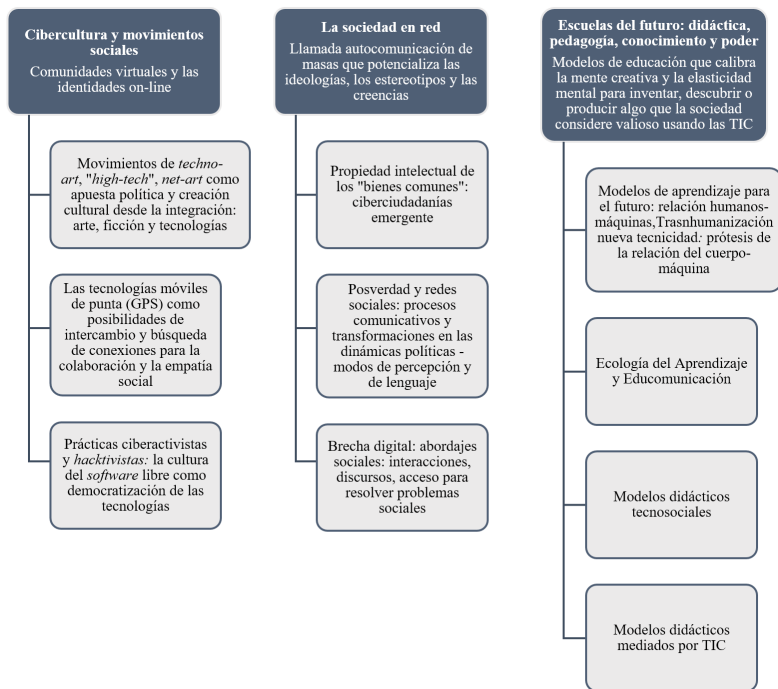 Cibercultura y movimientos
sociales
Comunidades virtuales y las
identidades on-line
Movimientos de techno-
art, "high-tech", net-art como
apuesta política y creación
cultural desde la integración:
arte, ficción y tecnologías
Las tecnologías móviles
de punta (GPS) como
posibilidades de
intercambio y búsqueda
de conexiones para la
colaboración y la empatía
social
Prácticas ciberactivistas
y hacktivistas: la cultura
del software libre como
democratización de las
tecnologías
La sociedad en red
Llamada autocomunicación de
masas que potencializa las
ideologías, los estereotipos y las
creencias
Propiedad intelectual de
los "bienes comunes":
ciberciudadanías
emergente
Posverdad y redes
sociales: procesos
comunicativos y
transformaciones en las
dinámicas políticas -
modos de percepción y
de lenguaje
Brecha digital: abordajes
sociales: interacciones,
discursos, acceso para
resolver problemas
sociales
Escuelas del futuro: didáctica,
pedagogía, conocimiento y poder
Modelos de educación que calibra
la mente creativa y la elasticidad
mental para inventar, descubrir o
producir algo que la sociedad
considere valioso usando las TIC
Modelos de aprendizaje para
el futuro: relación humanos-
máquinas,Trasnhumanización
nueva tecnicidad: prótesis de
la relación del cuerpo-
máquina
Ecología del Aprendizaje
y Educomunicación
Modelos didácticos
tecnosociales
Modelos didácticos
mediados por TIC